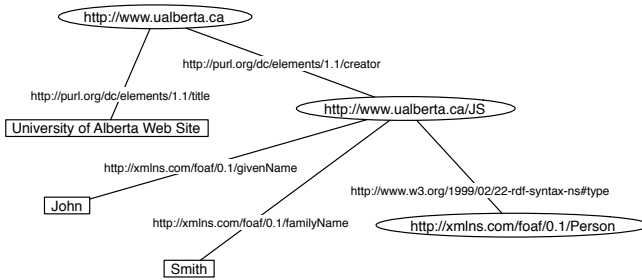 http://www.ualberta.ca
http://purl.org/dc/elements/1.1/creator
http://purl.org/dc/elements/1.1/title
http://www.ualberta.ca/JS
University of Alberta Web Site
http://xmlns.com/foaf/0.1/givenName
http://www.w3.org/1999/02/22-rdf-syntax-ns#type
John
http://xmlns.com/foaf/0.1/familyName
http://xmlns.com/foaf/0.1/Person
Smith